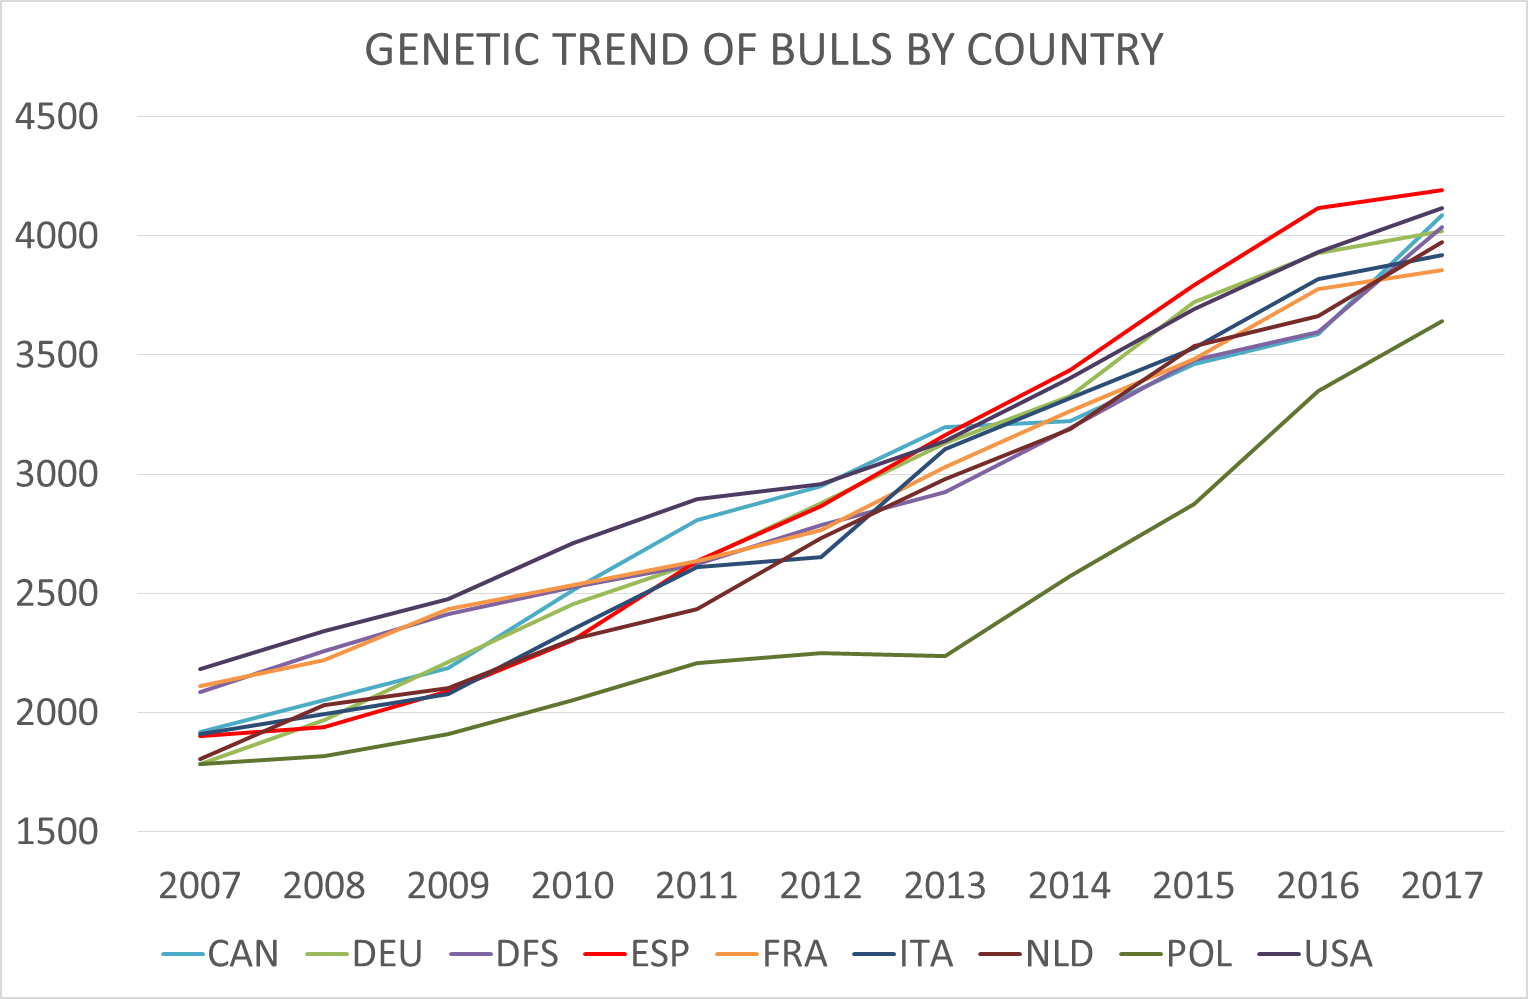 GENETIC TREND OF BULLS BY COUNTRY
4500
4000
3500
3000
2500
2000
1500
2007 2008 2009 2010 2011 2012 2013 2014 2015 2016 2017
CAN DEU DFS ESP FRA ITA NLD POL USA